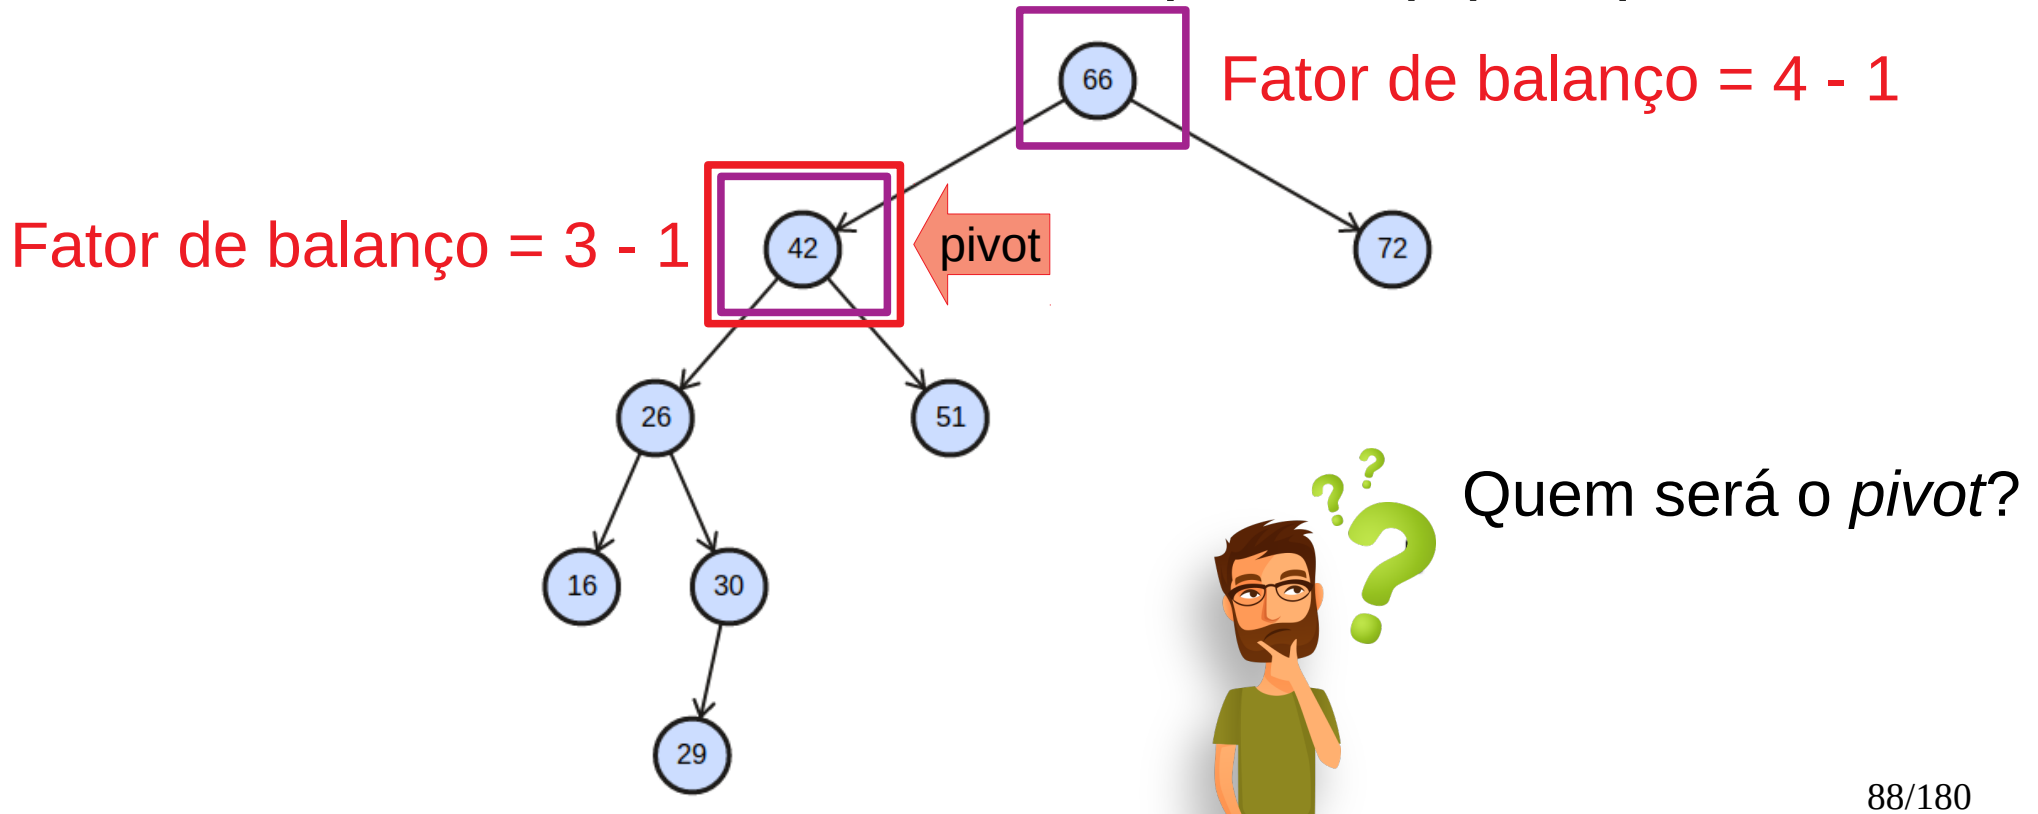 66
Fator de balanço = 4 - 1
Fator de balanço = 3 - 1
42
pivot
72
26
51
Quem será o pivot?
16
30
29
88/180